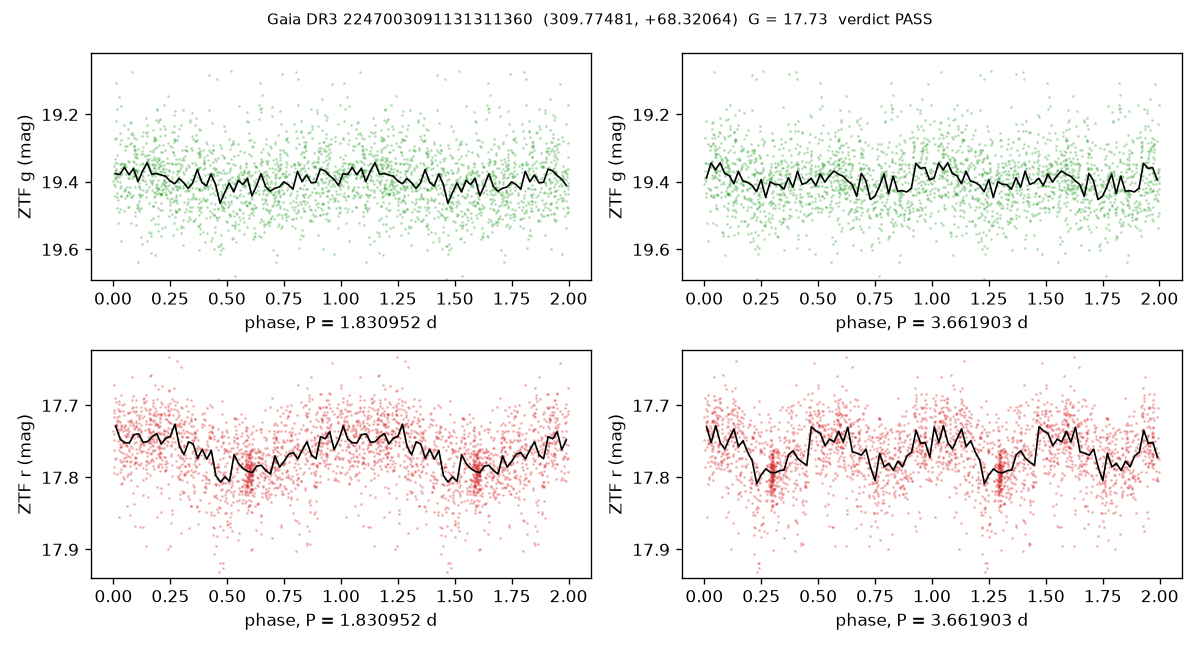 Gaia DR3 2247003091131311360  (309.77481, +68.32064)  G = 17.73  verdict PASS
ZTF g (mag)
19.2
19.4
19.6
0.00 0.25 0.50 0.75 1.00 1.25 1.50 1.75 2.00
phase, P = 1.830952 d
ZTF g (mag)
19.2
19.4
19.6
0.00 0.25 0.50 0.75 1.00 1.25 1.50 1.75 2.00
phase, P = 3.661903 d
ZTF r (mag)
17.7
17.8
17.9
0.00 0.25 0.50 0.75 1.00 1.25 1.50 1.75 2.00
phase, P = 1.830952 d
ZTF r (mag)
17.7
17.8
17.9
0.00 0.25 0.50 0.75 1.00 1.25 1.50 1.75 2.00
phase, P = 3.661903 d